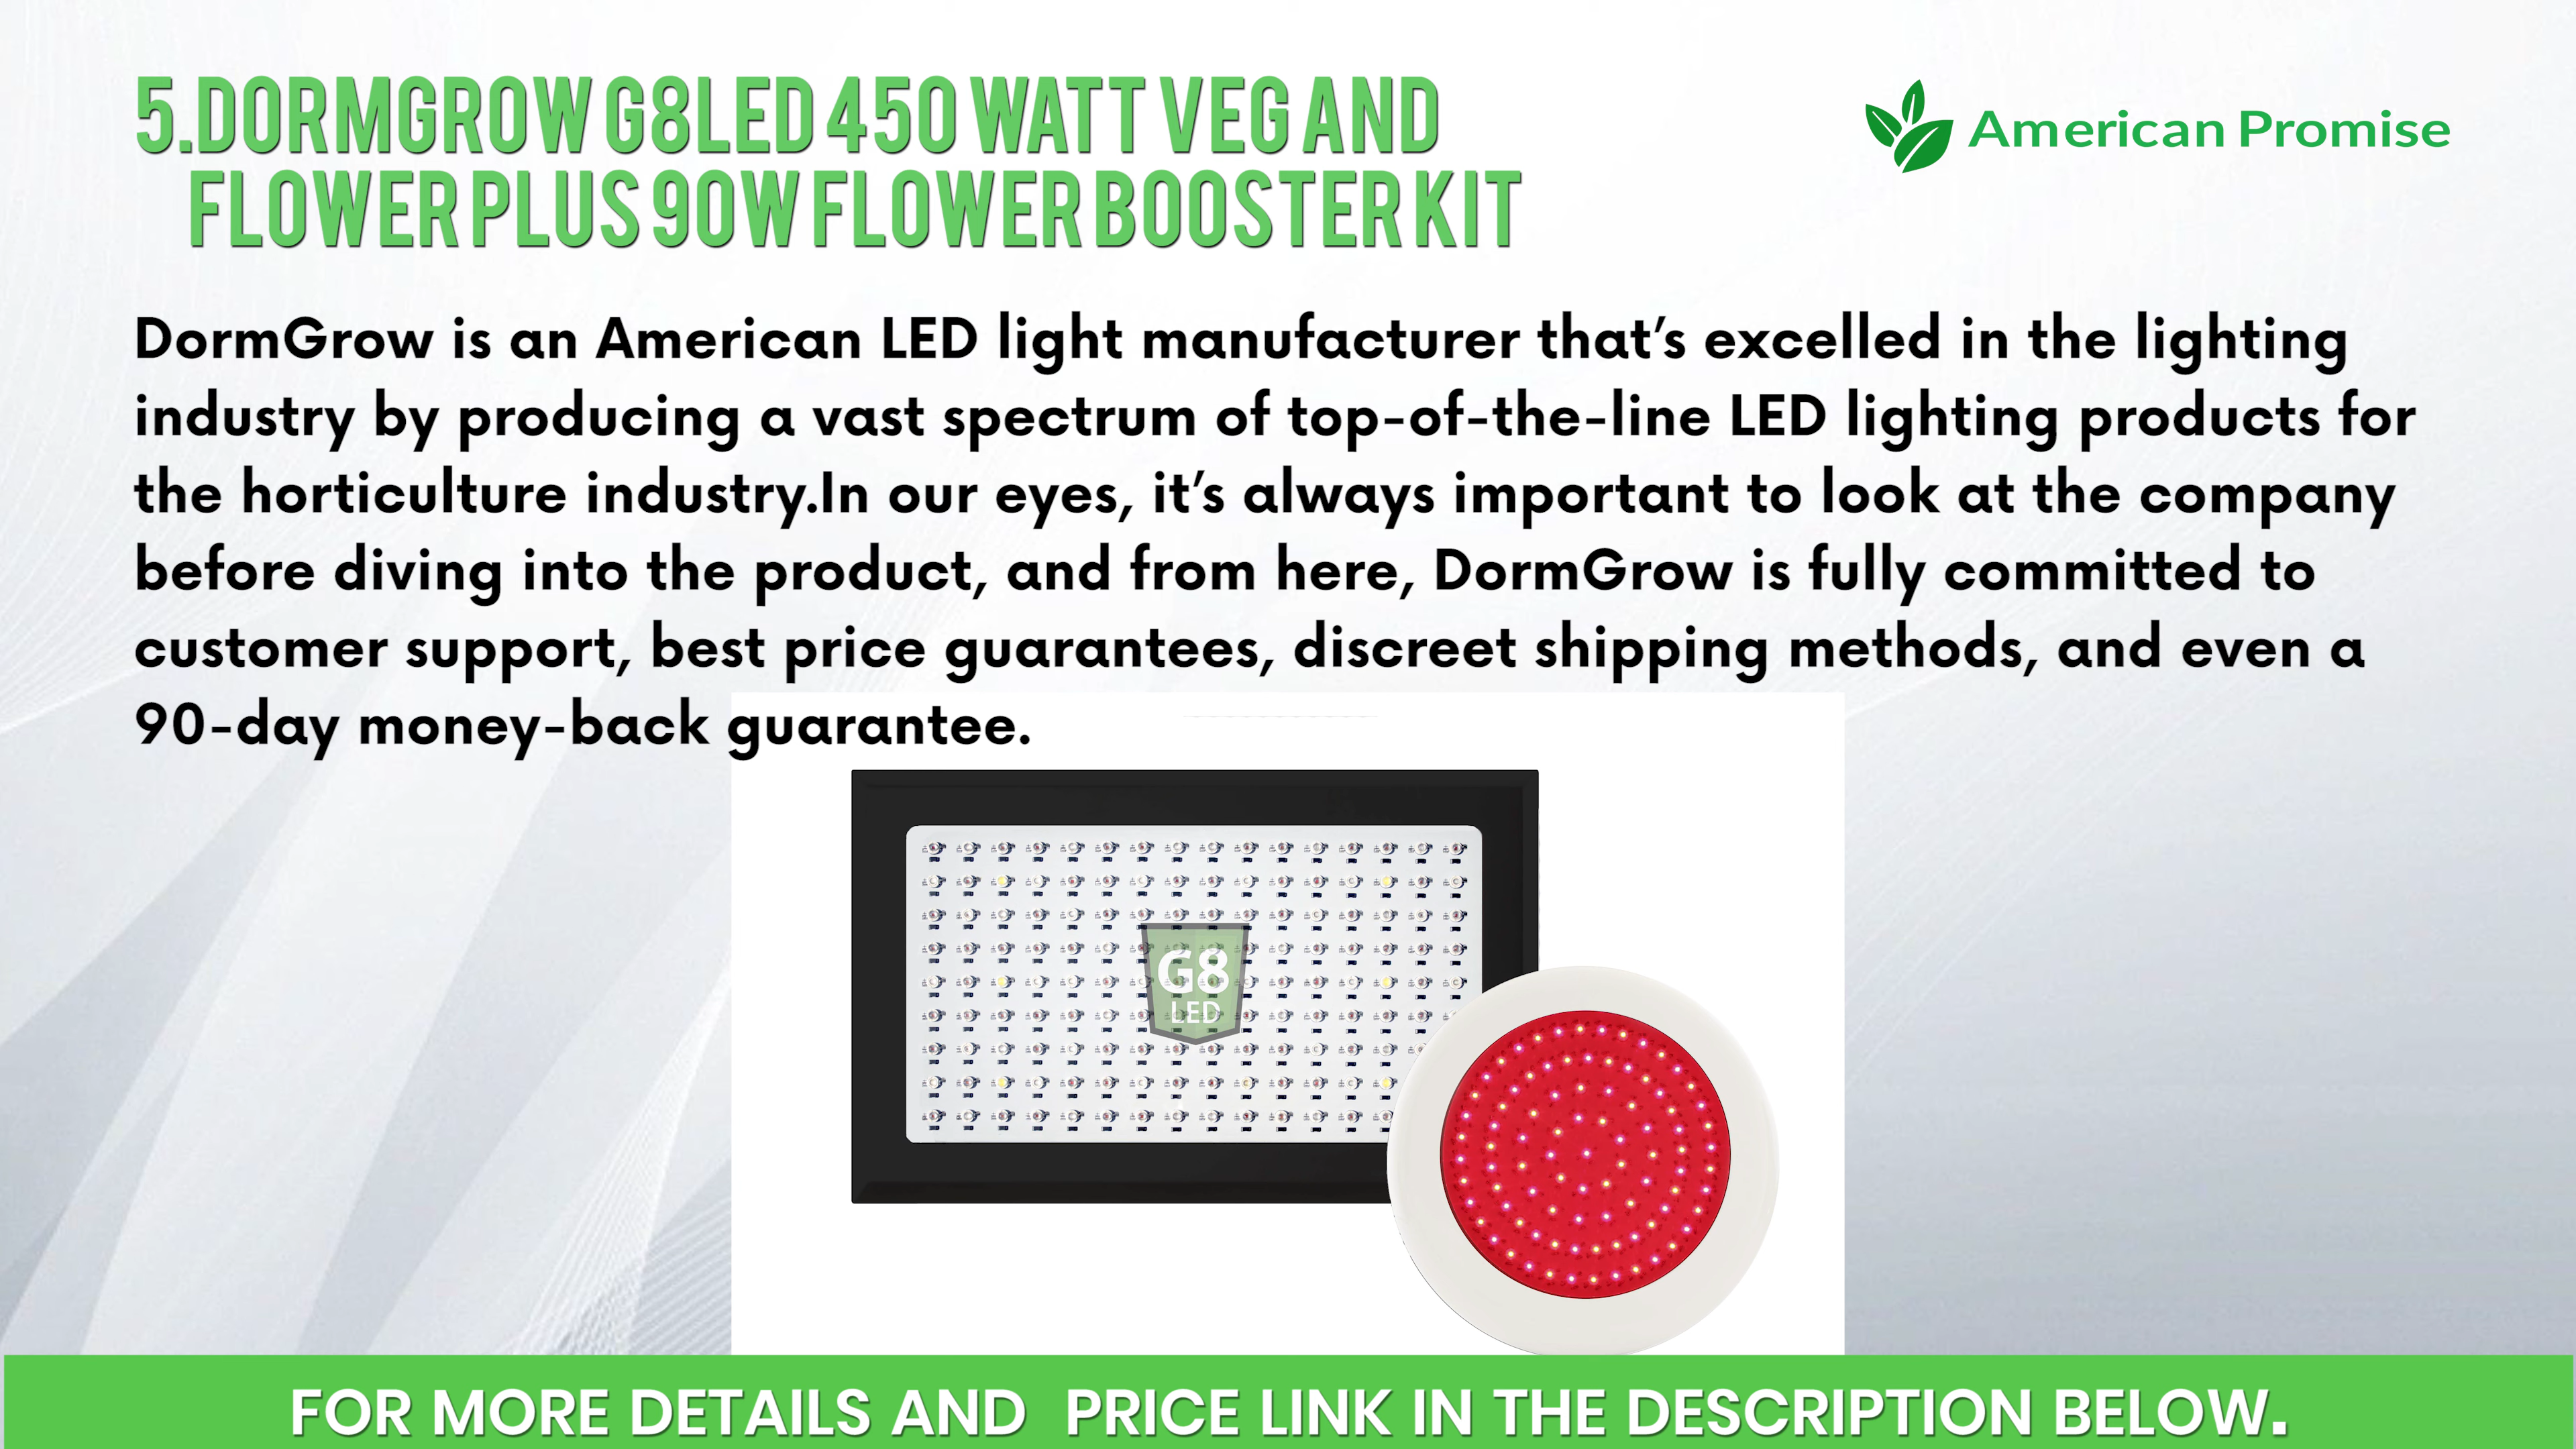 5.DORMGROW G8LED 450 WATT VEG AND
FLOWER PLUS 90W FLOWER BOOSTER KIT
American Promise
DormGrow is an American LED light manufacturer that’s excelled in the lighting
industry by producing a vast spectrum of top-of-the-line LED lighting products for
the horticulture industry.In our eyes, it’s always important to look at the company
before diving into the product, and from here, DormGrow is fully committed to
customer support, best price guarantees, discreet shipping methods, and even a
90-day money-back guarantee.
G8
LED
FOR MORE DETAILS AND  PRICE LINK IN THE DESCRIPTION BELOW.